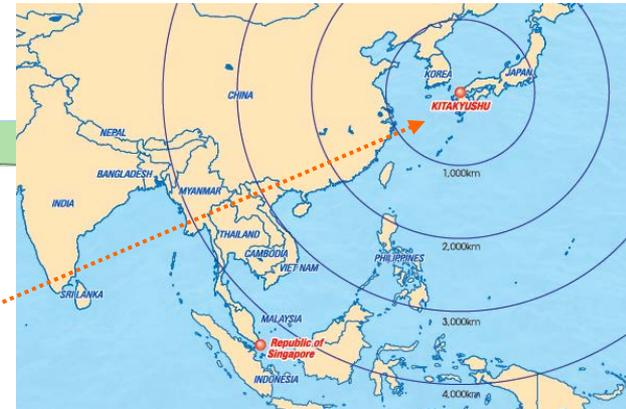 KOREA
JAPAN
KITAKYUSHU
CHINA
NEPAL
1,000km
BANGLADESH
MYANMAR
INDIA
THAILAND
2,000km
CAMBODIA
PHILIPPINES
VIET NAM
SRI LANKA
MALAYSIA
3,000km
Republic of
Singapore
INDONESIA
4,000km